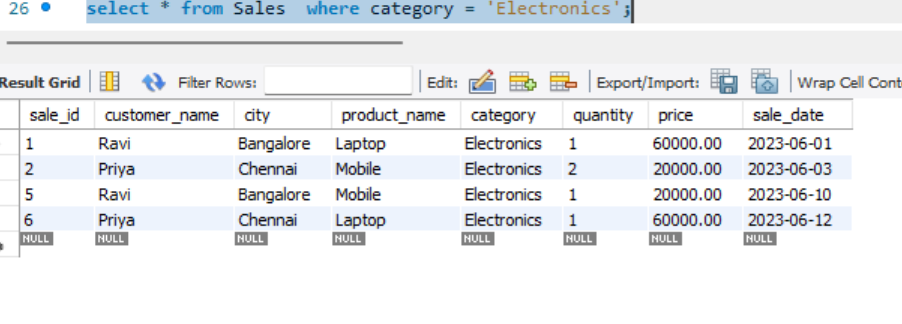 26 select * from Sales where category = 'Electronics';
Result Grid Filter Rows: Edit: Export/Import: Wrap Cell Cont
sale_id customer_name city product_name category quantity price sale_date
1 Ravi Bangalore Laptop Electronics 1 60000.00 2023-06-01
2 Priya Chennai Mobile Electronics 2 20000.00 2023-06-03
5 Ravi Bangalore Mobile Electronics 1 20000.00 2023-06-10
6 Priya Chennai Laptop Electronics 1 60000.00 2023-06-12
NULL NULL NULL NULL NULL NULL NULL NULL